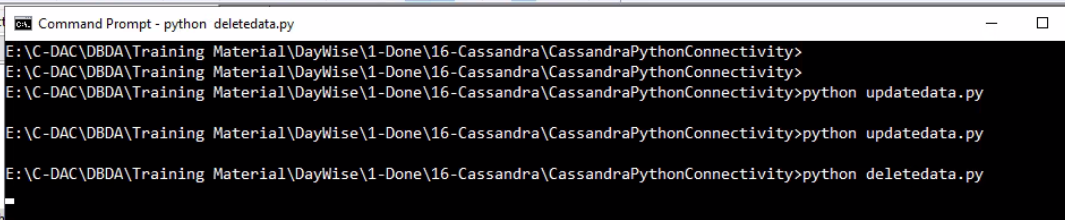 Command Prompt - python deletedata.py
E:\C-DAC\DBDA\Training Material\DayWise\1-Done\16-Cassandra\CassandraPythonConnectivity>
E:\C-DAC\DBDA\Training Material\DayWise\1-Done\16-Cassandra\CassandraPythonConnectivity>
E:\C-DAC\DBDA\Training Material\DayWise\1-Done\16-Cassandra\CassandraPythonConnectivity>python updatedata.py
E:\C-DAC\DBDA\Training Material\DayWise\1-Done\16-Cassandra\CassandraPythonConnectivity>python updatedata.py
E:\C-DAC\DBDA\Training Material\DayWise\1-Done\16-Cassandra\CassandraPythonConnectivity>python deletedata.py